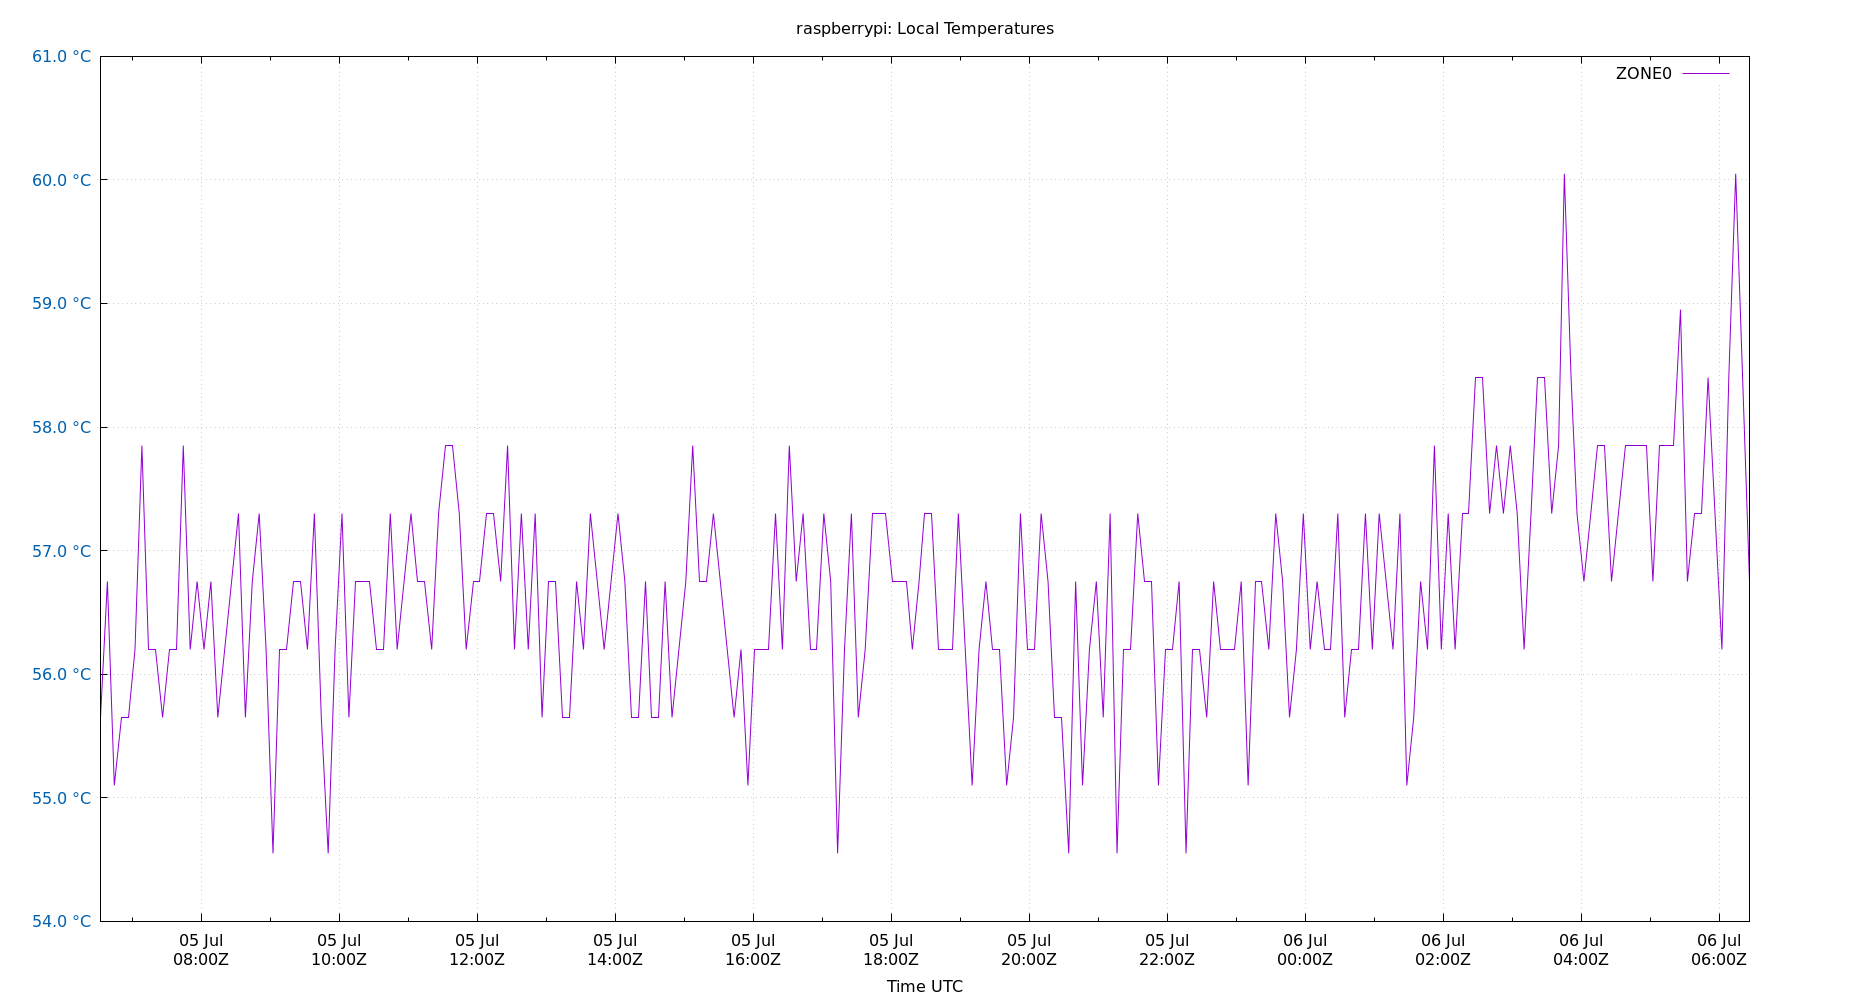 raspberrypi: Local Temperatures
61.0 °C
ZONE0
60.0 °C
59.0 °C
58.0 °C
57.0 °C
56.0 °C
55.0 °C
54.0 °C
05 Jul 05 Jul 05 Jul 05 Jul 05 Jul 05 Jul 05 Jul 05 Jul 06 Jul 06 Jul 06 Jul 06 Jul
08:00Z 10:00Z 12:00Z 14:00Z 16:00Z 18:00Z 20:00Z 22:00Z 00:00Z 02:00Z 04:00Z 06:00Z
Time UTC